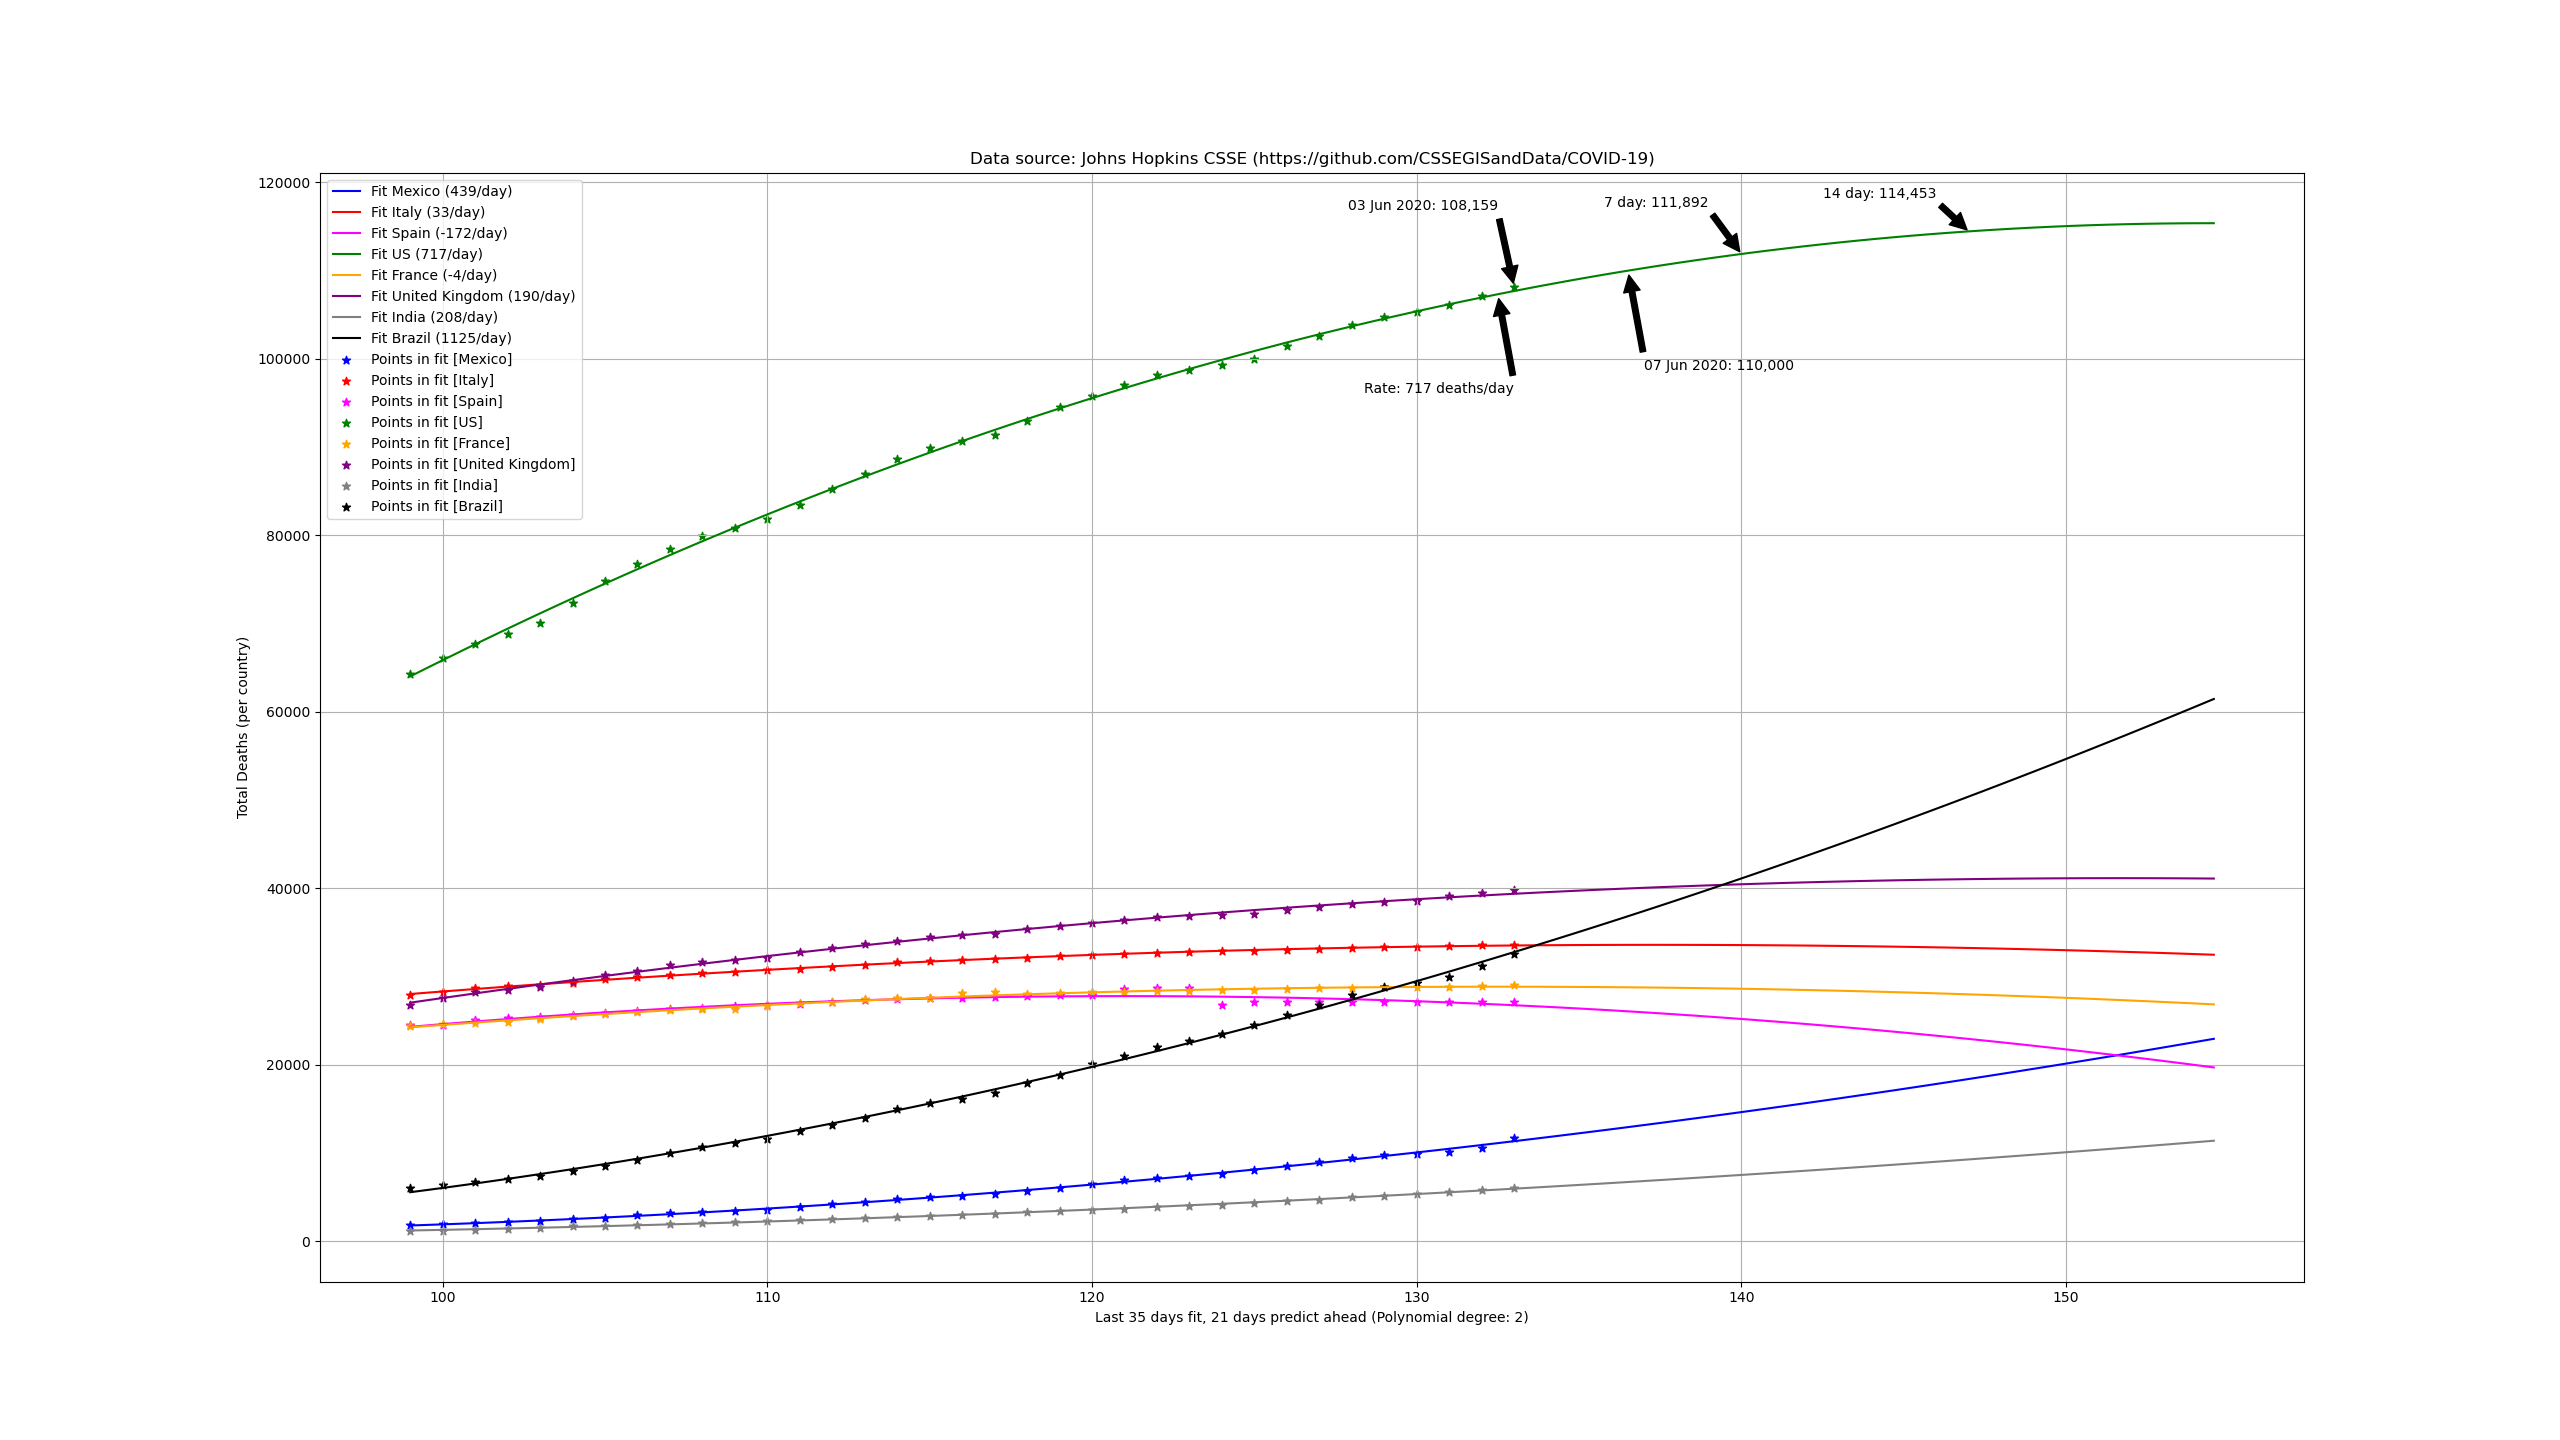 Data source: Johns Hopkins CSSE (https://github.com/CSSEGISandData/COVID-19)
Fit Mexico (439/day)
Fit Italy (33/day)
Fit Spain (-172/day)
Fit US (717/day)
Fit France (-4/day)
Fit United Kingdom (190/day)
Fit India (208/day)
Fit Brazil (1125/day)
Points in fit [Mexico]
Points in fit [Italy]
Points in fit [Spain]
Points in fit [US]
Points in fit [France]
Points in fit [United Kingdom]
Points in fit [India]
Points in fit [Brazil]
03 Jun 2020: 108,159
7 day: 111,892
14 day: 114,453
07 Jun 2020: 110,000
Rate: 717 deaths/day
Total Deaths (per country)
120000
100000
80000
60000
40000
20000
0
100
110
120
130
140
150
Last 35 days fit, 21 days predict ahead (Polynomial degree: 2)